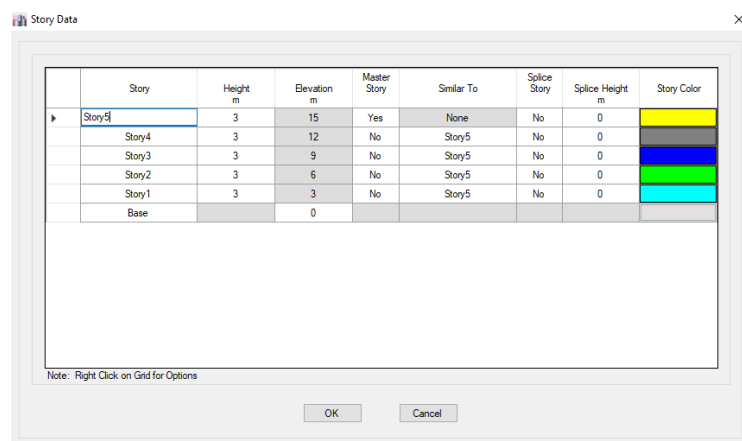 Story Data
Story Height m Elevation m Master Story Similar To Splice Story Splice Height m Story Color
Story5 3 15 Yes None No 0
Story4 3 12 No Story5 No 0
Story3 3 9 No Story5 No 0
Story2 3 6 No Story5 No 0
Story1 3 3 No Story5 No 0
Base 0
Note: Right Click on Grid for Options
OK Cancel